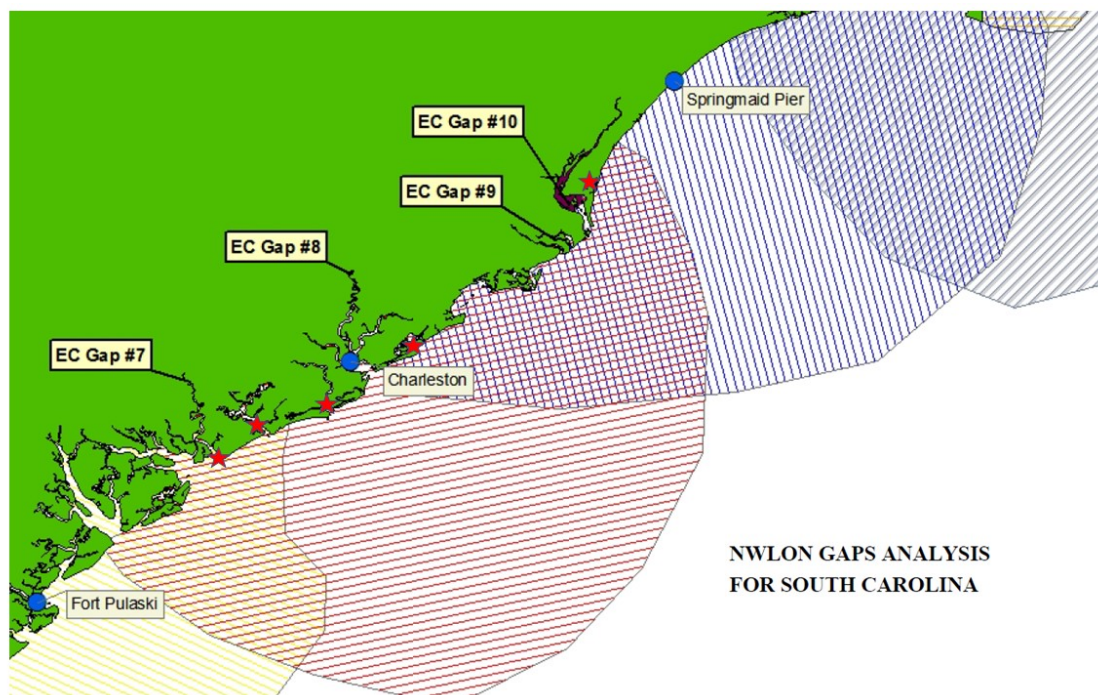 Springmaid Pier
EC Gap #10
EC Gap #9
EC Gap #8
EC Gap #7
Charleston
Fort Pulaski
NWLON GAPS ANALYSIS
FOR SOUTH CAROLINA